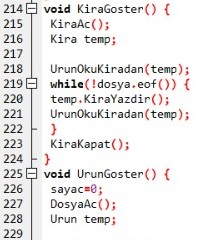 214 void KiraGoster() {
215 KiraAc();
216 Kira temp;
217
218 UrunOkuKiradan(temp);
219 while(!dosya.eof()) {
220 temp.KiraYazdir();
221 UrunOkuKiradan(temp);
222 }
223 KiraKapat();
224 }
225 void UrunGoster() {
226 sayac=0;
227 DosyaAc();
228 Urun temp;
229